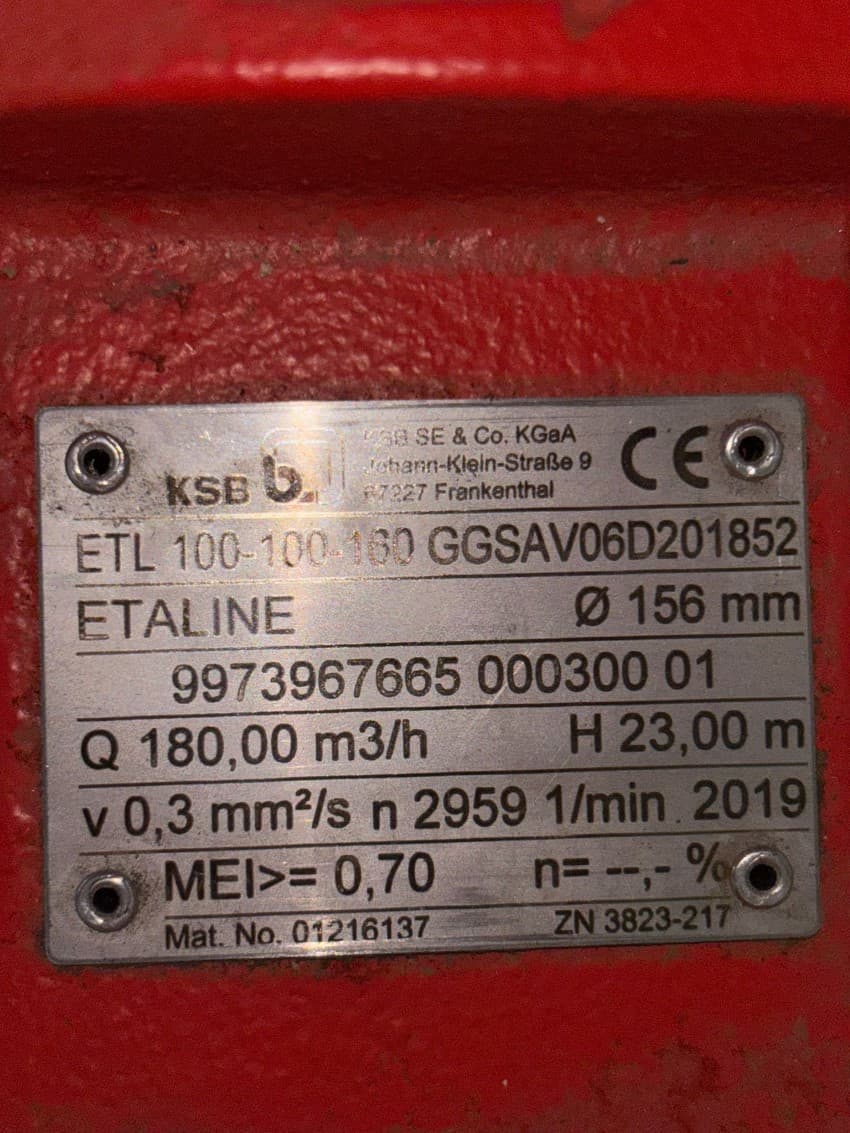 KSB b.
KSB SE & Co. KGaA
Johann-Klein-Straße 9
67227 Frankenthal
CE
ETL 100-100-160 GGSAV06D201852
ETALINE Ø 156 mm
9973967665 000300 01
Q 180,00 m3/h H 23,00 m
v 0,3 mm²/s n 2959 1/min 2019
MEI>= 0,70 n= --,- %
Mat. No. 01216137 ZN 3823-217